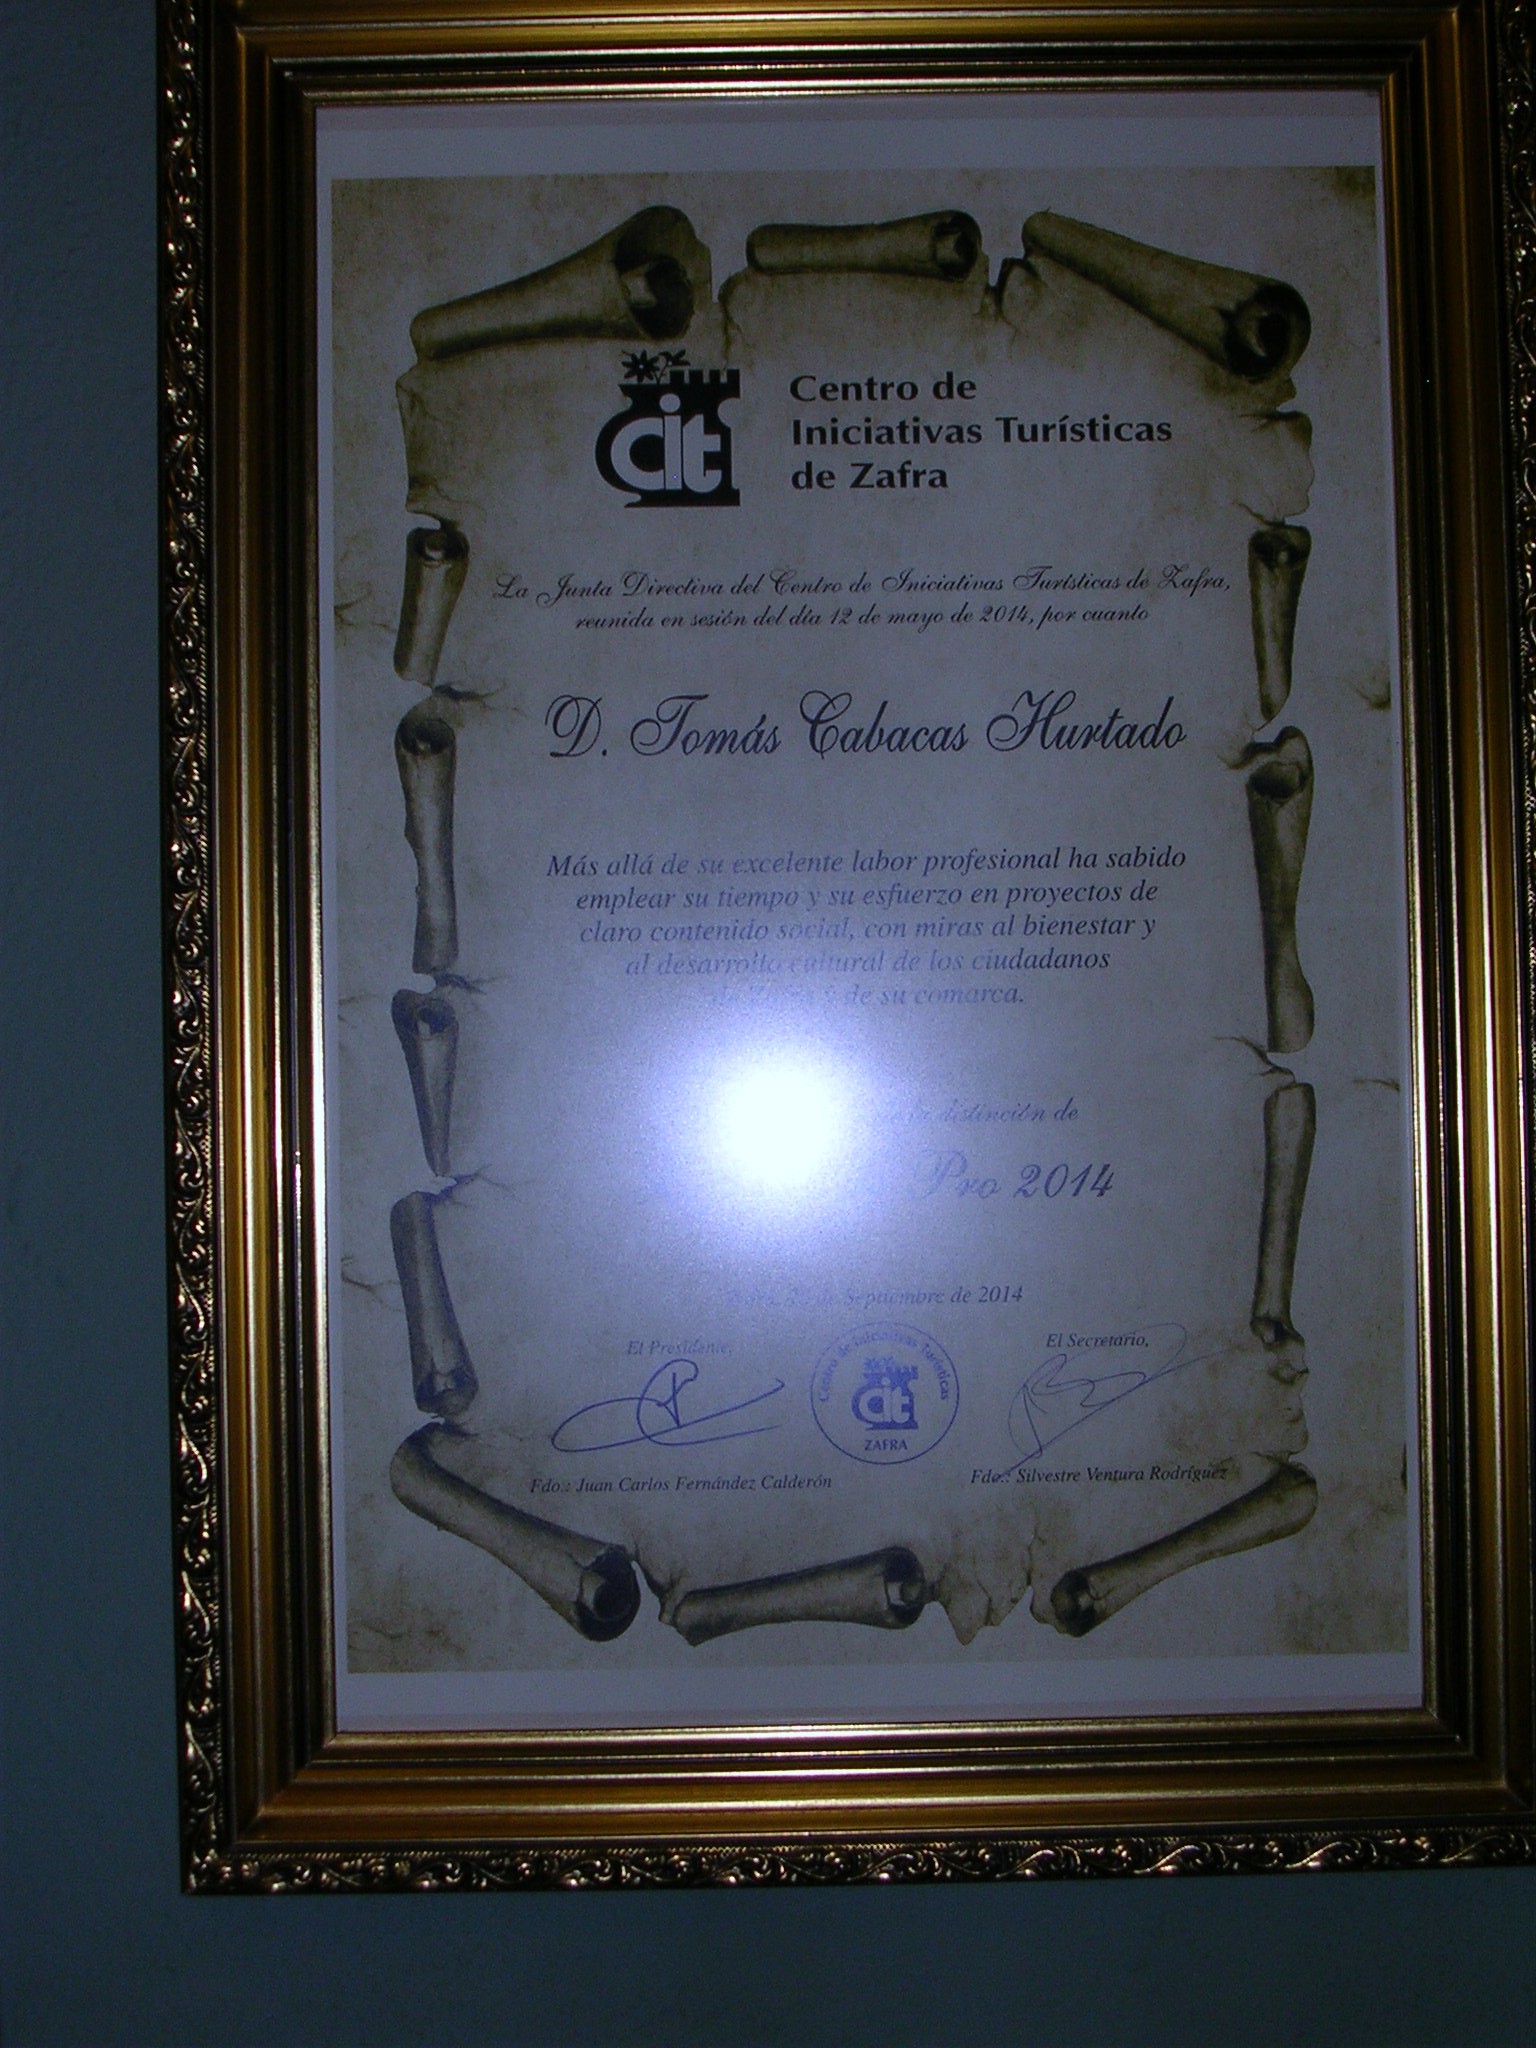 cit
Centro de
Iniciativas Turísticas
de Zafra
La Junta Directiva del Centro de Iniciativas Turísticas de Zafra,
reunida en sesión del día 12 de mayo de 2014, por cuanto
D. Tomás Cabacas Hurtado
Más allá de su excelente labor profesional ha sabido
emplear su tiempo y su esfuerzo en proyectos de
claro contenido social, con miras al bienestar y
al desarrollo cultural de los ciudadanos
de Zafra y de su comarca.
la distinción de
Pro 2014
de Septiembre de 2014
El Presidente,
El Secretario,
Centro de Iniciativas Turísticas
cit
ZAFRA
Fdo.: Juan Carlos Fernández Calderón
Fdo.: Silvestre Ventura Rodríguez